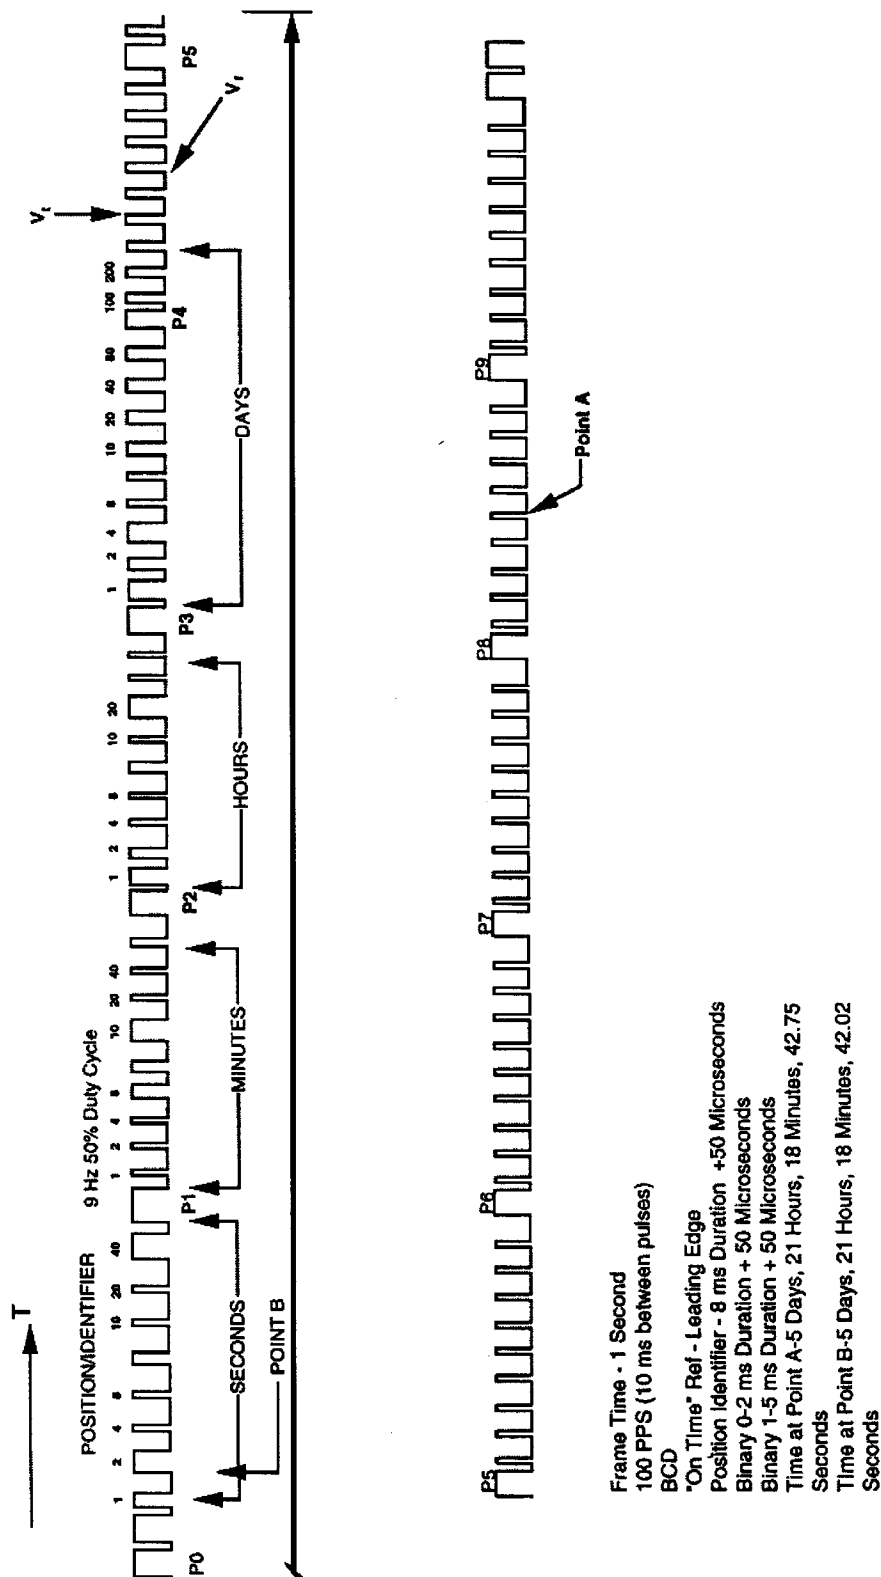 T
POSITION/IDENTIFIER 9 Hz 50% Duty Cycle
1 2 4 8 10 20 40 1 2 4 8 10 20 40 1 2 4 8 10 20 1 2 4 8 10 20 40 80 100 200
P0 P1 P2 P3 P4 P5
SECONDS MINUTES HOURS DAYS
POINT B
V
V
P5 P6 P7 P8 P9
Point A
Frame Time - 1 Second
100 PPS (10 ms between pulses)
BCD
"On Time" Ref - Leading Edge
Position Identifier - 8 ms Duration +50 Microseconds
Binary 0-2 ms Duration + 50 Microseconds
Binary 1-5 ms Duration + 50 Microseconds
Time at Point A-5 Days, 21 Hours, 18 Minutes, 42.75
Seconds
Time at Point B-5 Days, 21 Hours, 18 Minutes, 42.02
Seconds